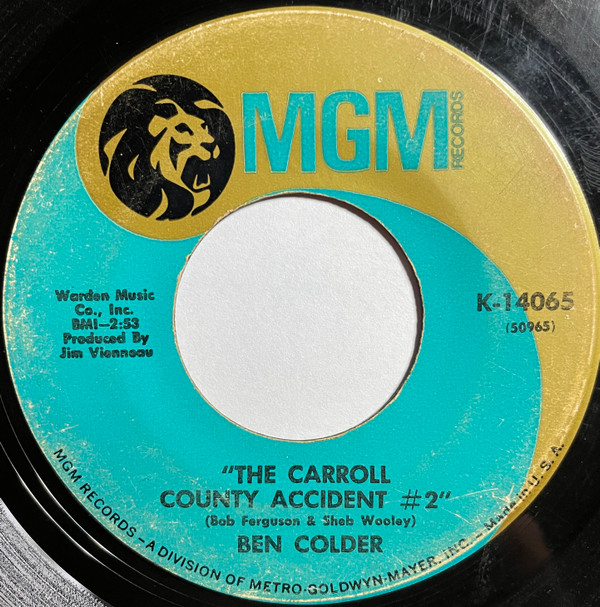 MGM
RECORDS
Warden Music
Co., Inc.
BMI-2:53
Produced By
Jim Vienneau
K-14065
(50965)
"THE CARROLL
COUNTY ACCIDENT #2"
(Bob Ferguson & Sheb Wooley)
BEN COLDER
MGM RECORDS - A DIVISION OF METRO-GOLDWYN-MAYER, INC. - Made in U. S. A.